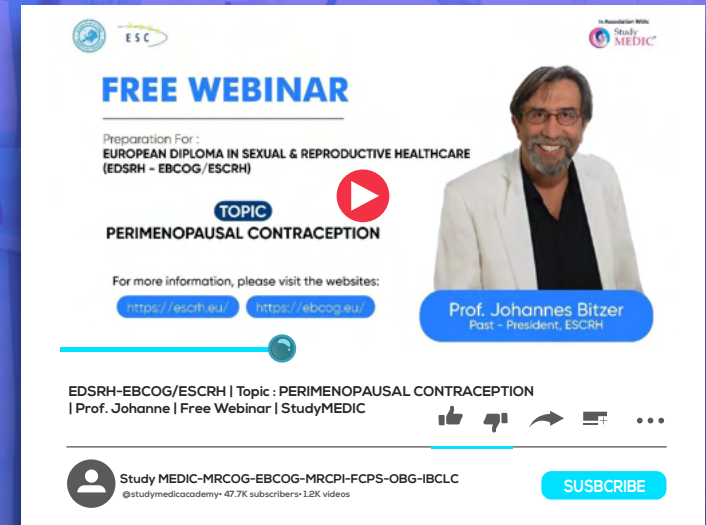 ESC
In Association With:
Study
MEDIC
FREE WEBINAR
Preparation For :
EUROPEAN DIPLOMA IN SEXUAL & REPRODUCTIVE HEALTHCARE
(EDSRH - EBCOG/ESCRH)
TOPIC
PERIMENOPAUSAL CONTRACEPTION
For more information, please visit the websites:
https://escrh.eu/ https://ebcog.eu/
Prof. Johannes Bitzer
Past - President, ESCRH
EDSRH-EBCOG/ESCRH | Topic : PERIMENOPAUSAL CONTRACEPTION
| Prof. Johanne | Free Webinar | StudyMEDIC
Study MEDIC-MRCOG-EBCOG-MRCPI-FCPS-OBG-IBCLC
@studymedicacademy• 47.7K subscribers• 1.2K videos
SUSBCRIBE